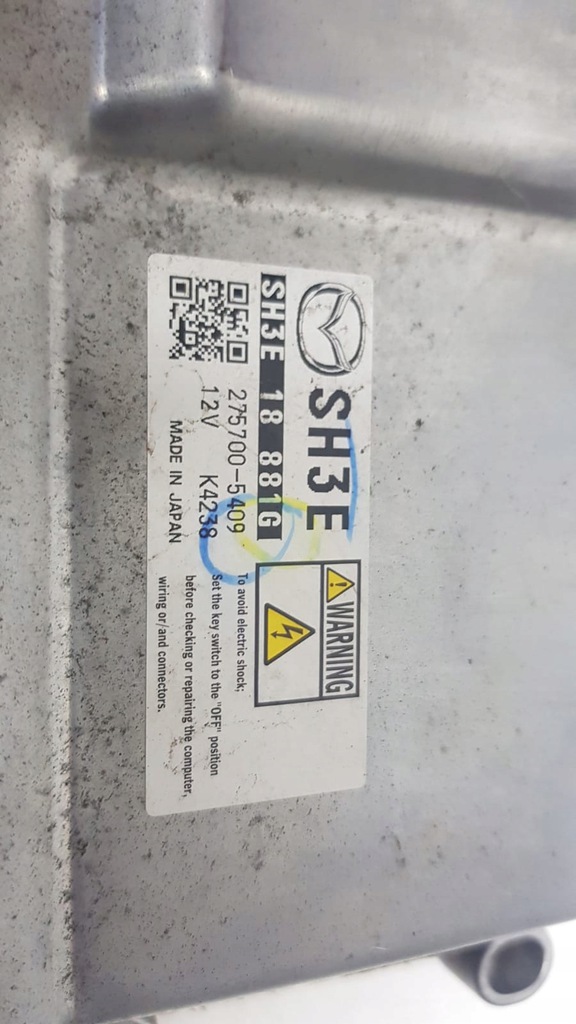 SH3E
SH3E 18 881G
275700-5409
12V K4238
MADE IN JAPAN
WARNING
To avoid electric shock;
Set the key switch to the "OFF" position
before checking or repairing the computer,
wiring or/and connectors.